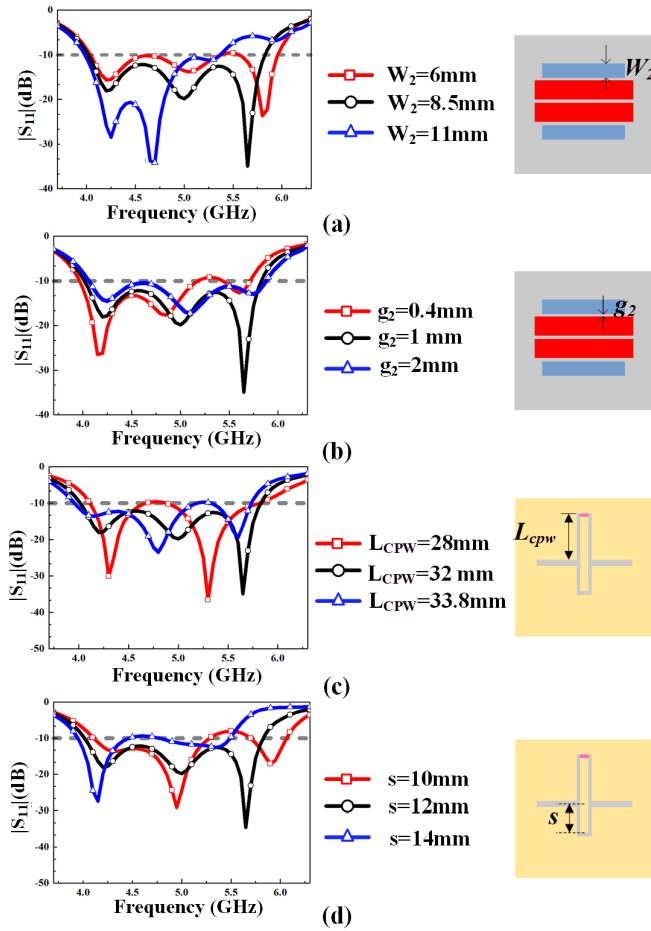 0
-10
-20
-30
-40
|S11|(dB)
4.0 4.5 5.0 5.5 6.0
Frequency (GHz)
W2=6mm
W2=8.5mm
W2=11mm
W2
(a)
0
-10
-20
-30
-40
|S11|(dB)
4.0 4.5 5.0 5.5 6.0
Frequency (GHz)
g2=0.4mm
g2=1 mm
g2=2mm
g2
(b)
0
-10
-20
-30
-40
-50
|S11|(dB)
4.0 4.5 5.0 5.5 6.0
Frequency (GHz)
LCPW=28mm
LCPW=32 mm
LCPW=33.8mm
Lcpw
(c)
0
-10
-20
-30
-40
-50
|S11|(dB)
4.0 4.5 5.0 5.5 6.0
Frequency (GHz)
s=10mm
s=12mm
s=14mm
s
(d)